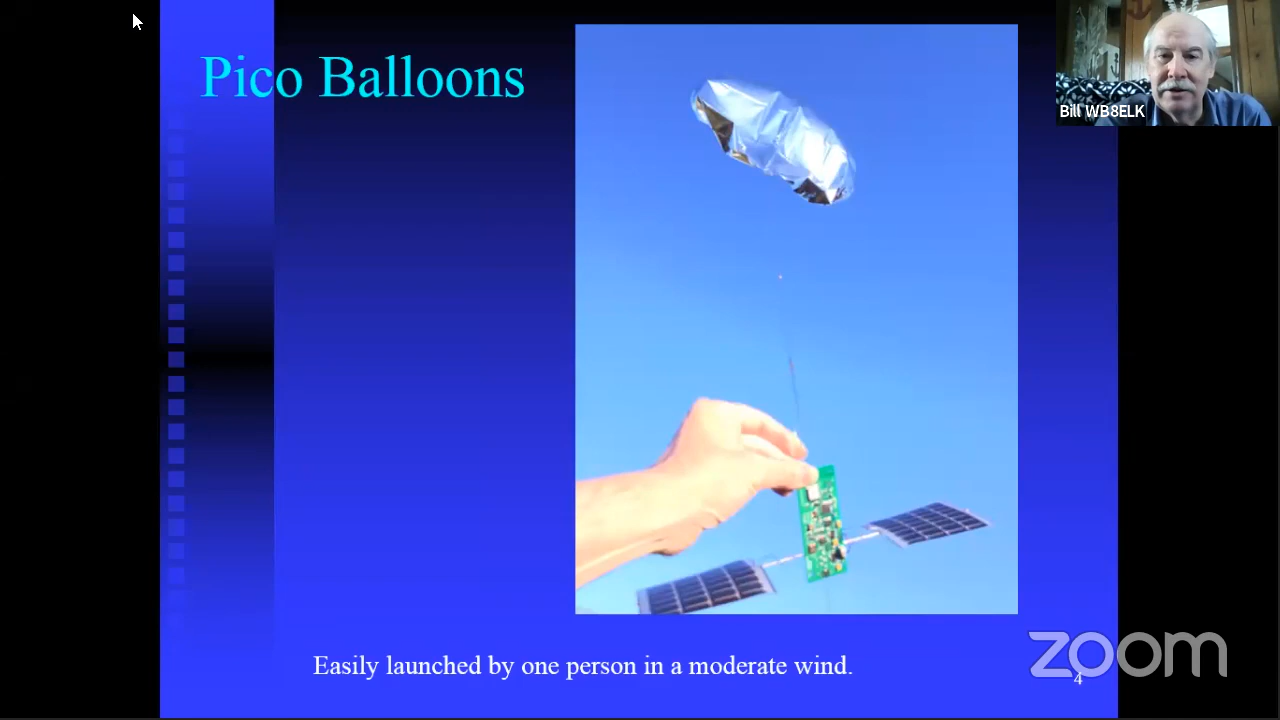 Pico Balloons
Bill WB8ELK
Easily launched by one person in a moderate wind.
zoom
4